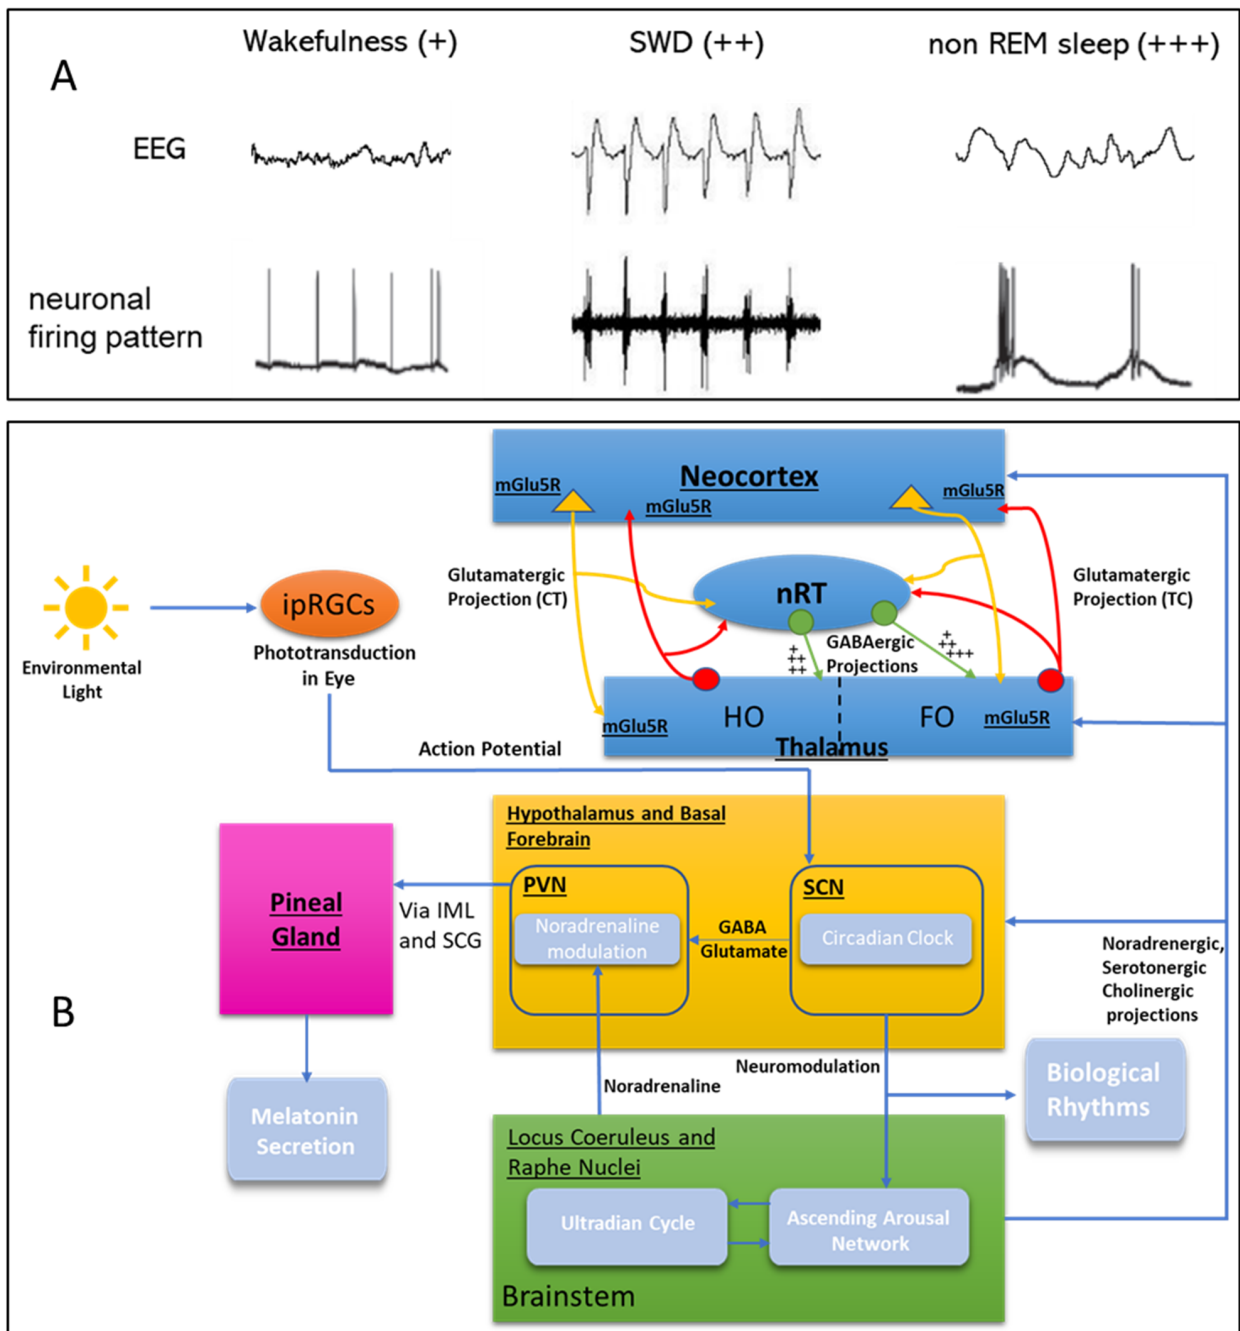 Wakefulness (+)
SWD (++)
non REM sleep (+++)
A
EEG
neuronal
firing pattern
Neocortex
mGlu5R
mGlu5R
mGlu5R
Glutamatergic
Projection (CT)
nRT
Glutamatergic
Projection (TC)
GABAergic
Projections
+
++
++
+
++
+++
ipRGCs
Phototransduction
in Eye
Environmental
Light
HO
FO
mGlu5R
mGlu5R
Thalamus
Action Potential
Hypothalamus and Basal
Forebrain
PVN
Noradrenaline
modulation
GABA
Glutamate
SCN
Circadian Clock
Pineal
Gland
Via IML
and SCG
B
Noradrenergic,
Serotonergic
Cholinergic
projections
Neuromodulation
Noradrenaline
Biological
Rhythms
Melatonin
Secretion
Locus Coeruleus and
Raphe Nuclei
Ultradian Cycle
Ascending Arousal
Network
Brainstem